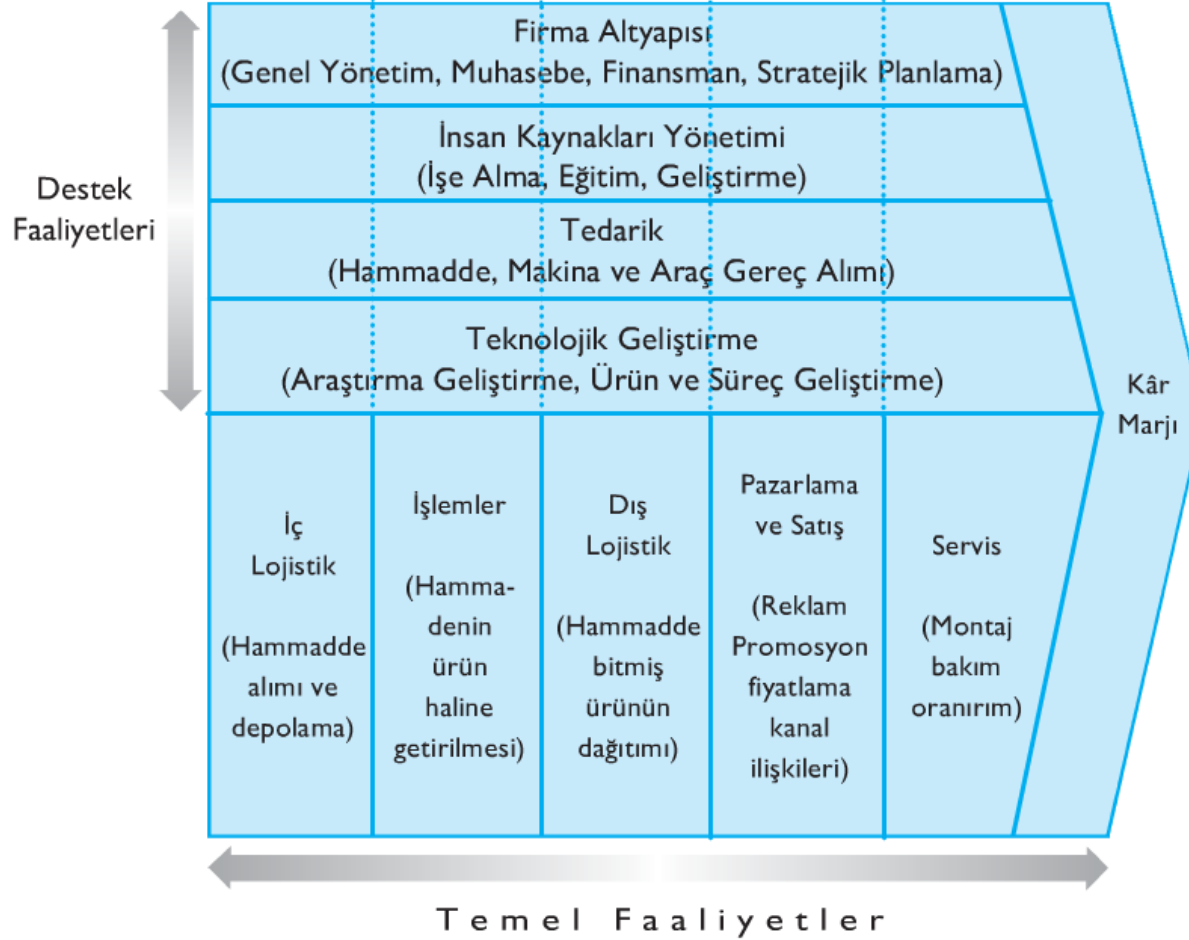 Firma Altyapısı
(Genel Yönetim, Muhasebe, Finansman, Stratejik Planlama)
İnsan Kaynakları Yönetimi
(İşe Alma, Eğitim, Geliştirme)
Destek
Faaliyetleri
Tedarik
(Hammadde, Makina ve Araç Gereç Alımı)
Teknolojik Geliştirme
(Araştırma Geliştirme, Ürün ve Süreç Geliştirme)
Kâr
Marjı
İç
Lojistik
(Hammadde
alımı ve
depolama)
İşlemler
(Hamma-
denin
ürün
haline
getirilmesi)
Dış
Lojistik
(Hammadde
bitmiş
ürünün
dağıtımı)
Pazarlama
ve Satış
(Reklam
Promosyon
fiyatlama
kanal
ilişkileri)
Servis
(Montaj
bakım
oranırım)
Temel Faaliyetler